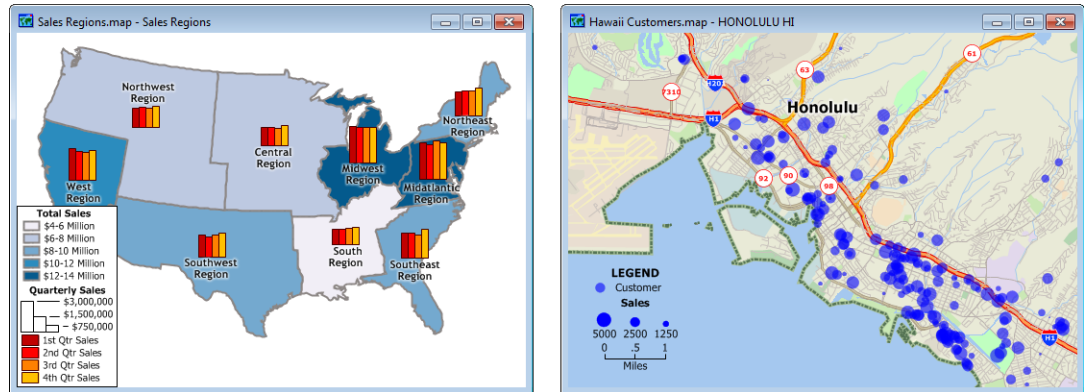 Sales Regions.map - Sales Regions
Northwest
Region
Northeast
Region
Central
Region
Midwest
Region
Midatlantic
Region
West
Region
Southwest
Region
South
Region
Southeast
Region
Total Sales
$4-6 Million
$6-8 Million
$8-10 Million
$10-12 Million
$12-14 Million
Quarterly Sales
$3,000,000
$1,500,000
$750,000
1st Qtr Sales
2nd Qtr Sales
3rd Qtr Sales
4th Qtr Sales
Hawaii Customers.map - HONOLULU HI
61
63
H20
7310
Honolulu
H1
92
90
98
LEGEND
Customer
Sales
5000 2500 1250
0 .5 1
Miles
H1